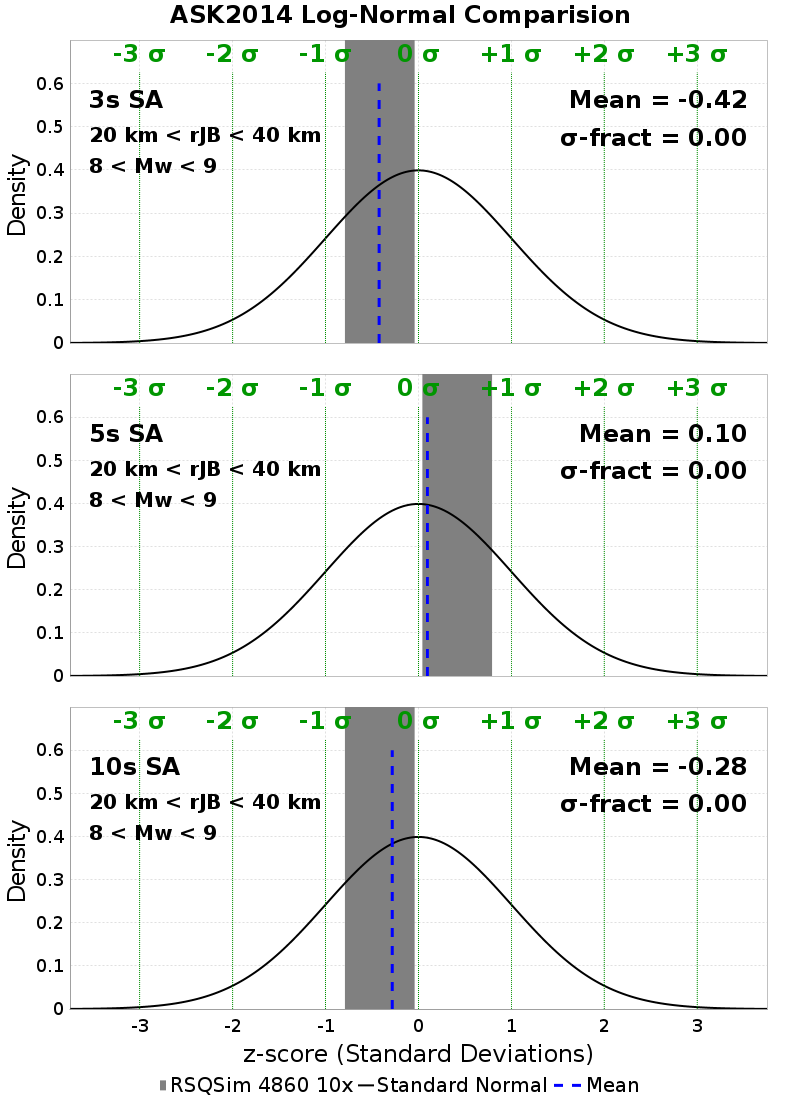 ASK2014 Log-Normal Comparision
-3 σ -2 σ -1 σ 0 σ +1 σ +2 σ +3 σ
3s SA
20 km < rJB < 40 km
8 < Mw < 9
Mean = -0.42
σ-fract = 0.00
Density
0.6
0.5
0.4
0.3
0.2
0.1
0
-3 σ -2 σ -1 σ 0 σ +1 σ +2 σ +3 σ
5s SA
20 km < rJB < 40 km
8 < Mw < 9
Mean = 0.10
σ-fract = 0.00
Density
0.6
0.5
0.4
0.3
0.2
0.1
0
-3 σ -2 σ -1 σ 0 σ +1 σ +2 σ +3 σ
10s SA
20 km < rJB < 40 km
8 < Mw < 9
Mean = -0.28
σ-fract = 0.00
Density
0.6
0.5
0.4
0.3
0.2
0.1
0
-3 -2 -1 0 1 2 3
z-score (Standard Deviations)
RSQSim 4860 10x Standard Normal Mean